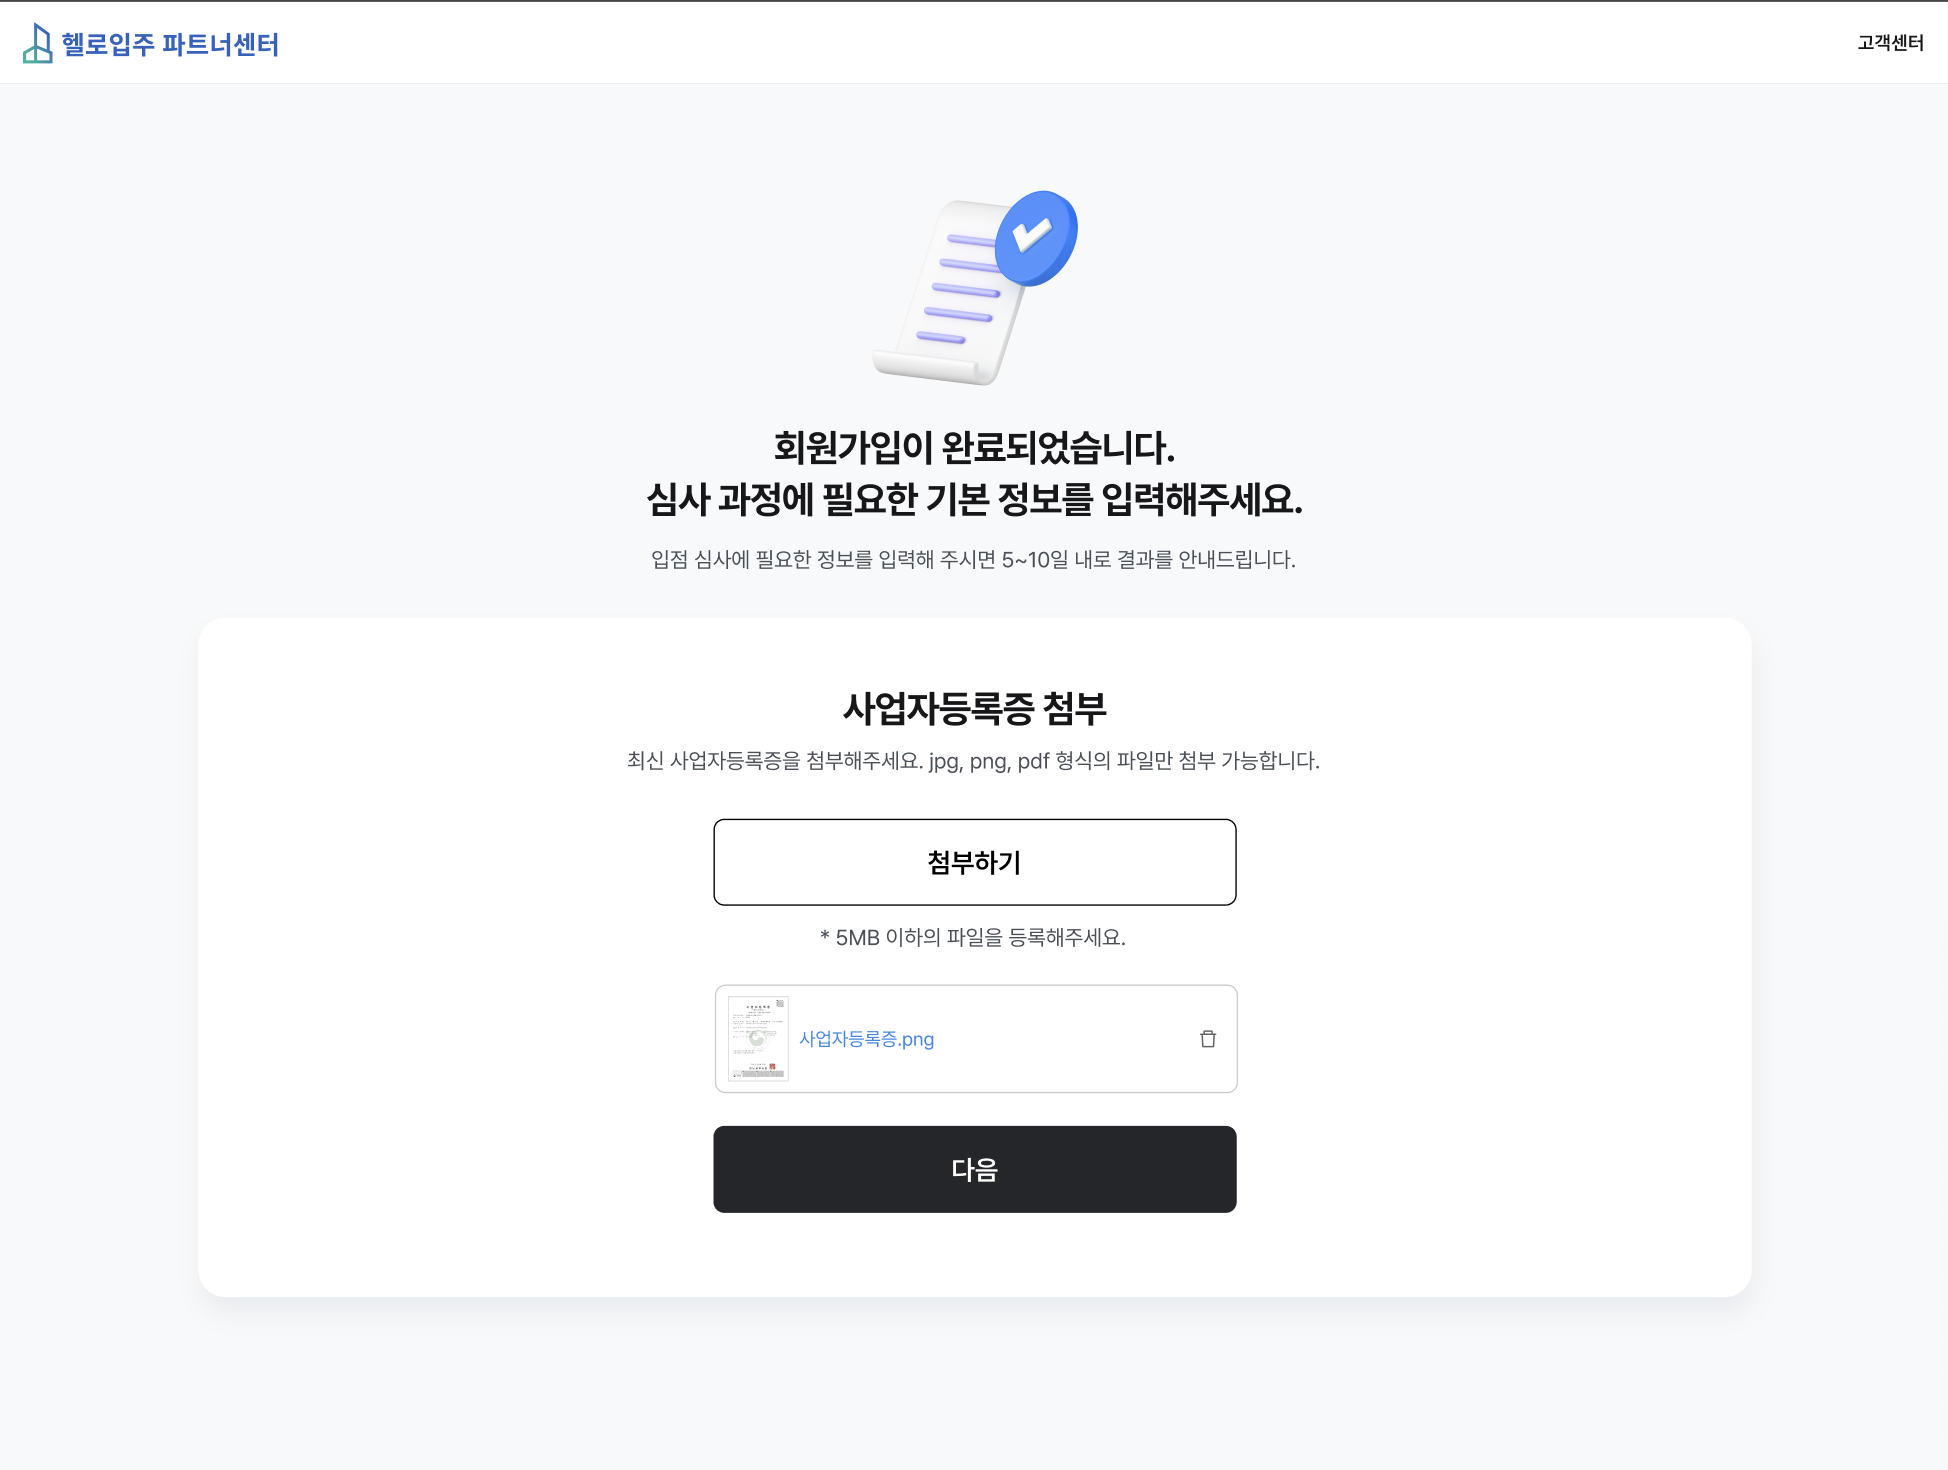 헬로입주 파트너센터
고객센터
회원가입이 완료되었습니다.
심사 과정에 필요한 기본 정보를 입력해주세요.
입점 심사에 필요한 정보를 입력해 주시면 5~10일 내로 결과를 안내드립니다.
사업자등록증 첨부
최신 사업자등록증을 첨부해주세요. jpg, png, pdf 형식의 파일만 첨부 가능합니다.
첨부하기
* 5MB 이하의 파일을 등록해주세요.
사업자등록증.png
다음